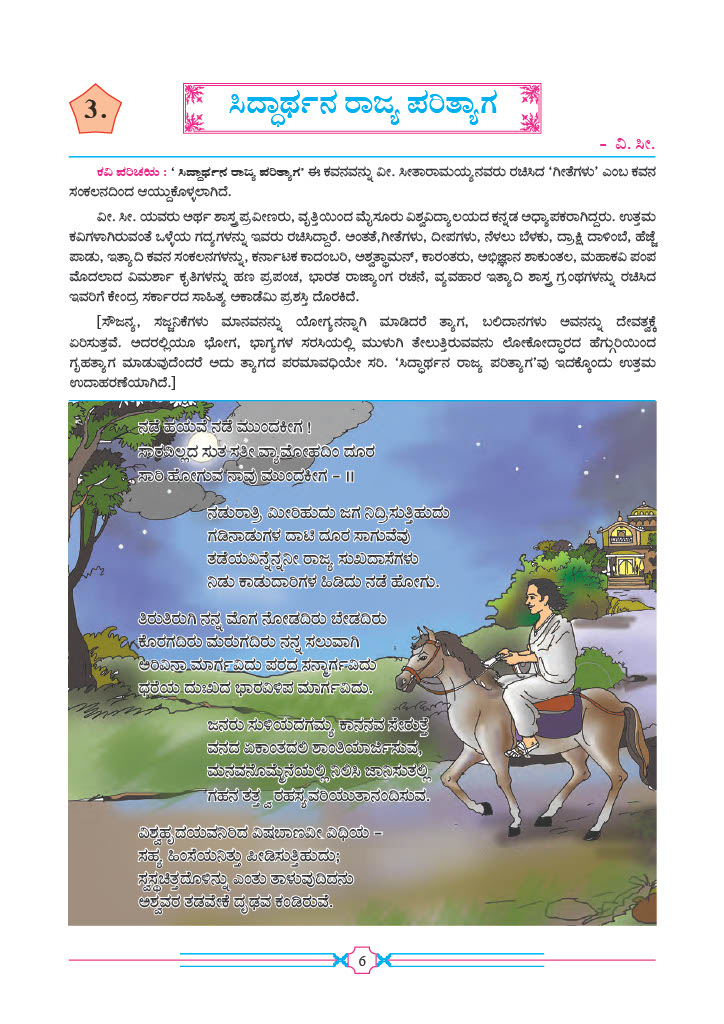 3.
ಸಿದ್ಧಾರ್ಥನ ರಾಜ್ಯ ಪರಿತ್ಯಾಗ
– ವಿ. ಸೀ.
ಕವಿ ಪರಿಚಯ : ‘ ಸಿದ್ಧಾರ್ಥನ ರಾಜ್ಯ ಪರಿತ್ಯಾಗ’ ಈ ಕವನವನ್ನು ವೀ. ಸೀತಾರಾಮಯ್ಯನವರು ರಚಿಸಿದ ‘ಗೀತೆಗಳು’ ಎಂಬ ಕವನ
ಸಂಕಲನದಿಂದ ಆಯ್ದುಕೊಳ್ಳಲಾಗಿದೆ.
ವೀ. ಸೀ. ಯವರು ಅರ್ಥ ಶಾಸ್ತ್ರಪ್ರವೀಣರು, ವೃತ್ತಿಯಿಂದ ಮೈಸೂರು ವಿಶ್ವವಿದ್ಯಾಲಯದ ಕನ್ನಡ ಅಧ್ಯಾಪಕರಾಗಿದ್ದರು. ಉತ್ತಮ
ಕವಿಗಳಾಗಿರುವಂತೆ ಒಳ್ಳೆಯ ಗದ್ಯಗಳನ್ನು ಇವರು ರಚಿಸಿದ್ದಾರೆ. ಅಂತತೆ,ಗೀತೆಗಳು, ದೀಪಗಳು, ನೆಳಲು ಬೆಳಕು, ದ್ರಾಕ್ಷಿ ದಾಳಿಂಬೆ, ಹೆಜ್ಜೆ
ಪಾಡು, ಇತ್ಯಾದಿ ಕವನ ಸಂಕಲನಗಳನ್ನು, ಕರ್ನಾಟಕ ಕಾದಂಬರಿ, ಅಶ್ವತ್ಥಾಮನ್, ಕಾರಂತರು, ಅಭಿಜ್ಞಾನ ಶಾಕುಂತಲ, ಮಹಾಕವಿ ಪಂಪ
ಮೊದಲಾದ ವಿಮರ್ಶಾ ಕೃತಿಗಳನ್ನು ಹಣ ಪ್ರಪಂಚ, ಭಾರತ ರಾಜ್ಯಾಂಗ ರಚನೆ, ವ್ಯವಹಾರ ಇತ್ಯಾದಿ ಶಾಸ್ತ್ರ ಗ್ರಂಥಗಳನ್ನು ರಚಿಸಿದ
ಇವರಿಗೆ ಕೇಂದ್ರ ಸರ್ಕಾರದ ಸಾಹಿತ್ಯ ಅಕಾಡೆಮಿ ಪ್ರಶಸ್ತಿ ದೊರಕಿದೆ.
[ಸೌಜನ್ಯ, ಸಜ್ಜನಿಕೆಗಳು ಮಾನವನನ್ನು ಯೋಗ್ಯನನ್ನಾಗಿ ಮಾಡಿದರೆ ತ್ಯಾಗ, ಬಲಿದಾನಗಳು ಅವನನ್ನು ದೇವತ್ವಕ್ಕೆ
ಏರಿಸುತ್ತವೆ. ಅದರಲ್ಲಿಯೂ ಭೋಗ, ಭಾಗ್ಯಗಳ ಸರಸಿಯಲ್ಲಿ ಮುಳುಗಿ ತೇಲುತ್ತಿರುವವನು ಲೋಕೋದ್ಧಾರದ ಹೆಗ್ಗುರಿಯಿಂದ
ಗೃಹತ್ಯಾಗ ಮಾಡುವುದೆಂದರೆ ಅದು ತ್ಯಾಗದ ಪರಮಾವಧಿಯೇ ಸರಿ. ‘ಸಿದ್ಧಾರ್ಥನ ರಾಜ್ಯ ಪರಿತ್ಯಾಗ’ವು ಇದಕ್ಕೊಂದು ಉತ್ತಮ
ಉದಾಹರಣೆಯಾಗಿದೆ.]
ನಡೆ ಹಯವೆ ನಡೆ ಮುಂದಕೀಗ !
ಸಾರವಿಲ್ಲದ ಸುತ ಸತೀ ವ್ಯಾಮೋಹದಿಂ ದೂರ
ಸಾರಿ ಹೋಗುವ ನಾವು ಮುಂದಕೀಗ – ॥
ನಡುರಾತ್ರಿ ಮೀರಿಹುದು ಜಗ ನಿದ್ರಿಸುತ್ತಿಹುದು
ಗಡಿನಾಡುಗಳ ದಾಟಿ ದೂರ ಸಾಗುವೆವು
ತಡೆಯವಿನ್ನೆನ್ನನೀ ರಾಜ್ಯ ಸುಖದಾಸೆಗಳು
ನಿಡು ಕಾಡುದಾರಿಗಳ ಹಿಡಿದು ನಡೆ ಹೋಗು.
ತಿರುತಿರುಗಿ ನನ್ನ ಮೊಗ ನೋಡದಿರು ಬೇಡದಿರು
ಕೊರಗದಿರು ಮರುಗದಿರು ನನ್ನ ಸಲುವಾಗಿ
ಅರಿವಿನಾ ಮಾರ್ಗವಿದು ಪರದ ಸನ್ಮಾರ್ಗವಿದು
ಧರೆಯ ದುಃಖದ ಭಾರವಿಳಿಪ ಮಾರ್ಗವಿದು.
ಜನರು ಸುಳಿಯದಗಮ್ಯ ಕಾನನವ ಸೇರುತ್ತೆ
ವನದ ಏಕಾಂತದಲಿ ಶಾಂತಿಯಾರ್ಜಿಸುವ,
ಮನವನೊಮ್ಮೆನೆಯಲ್ಲಿ ನಿಲಿಸಿ ಜಾನಿಸುತಲ್ಲಿ
ಗಹನ ತತ್ತ್ವರಹಸ್ಯವರಿಯುತಾನಂದಿಸುವ.
ವಿಶ್ವಹೃದಯವನಿರಿದ ವಿಷಬಾಣವೀ ವಿಧಿಯ –
ಸಹ್ಯ ಹಿಂಸೆಯನಿತ್ತು ಪೀಡಿಸುತ್ತಿಹುದು;
ಸ್ವಸ್ಥಚಿತ್ತದೊಳಿನ್ನು ಎಂತು ತಾಳುವುದಿದನು
ಅಶ್ವವರ ತಡವೇಕೆ ದೃಢವ ಕಂಡಿರುವೆ.
6